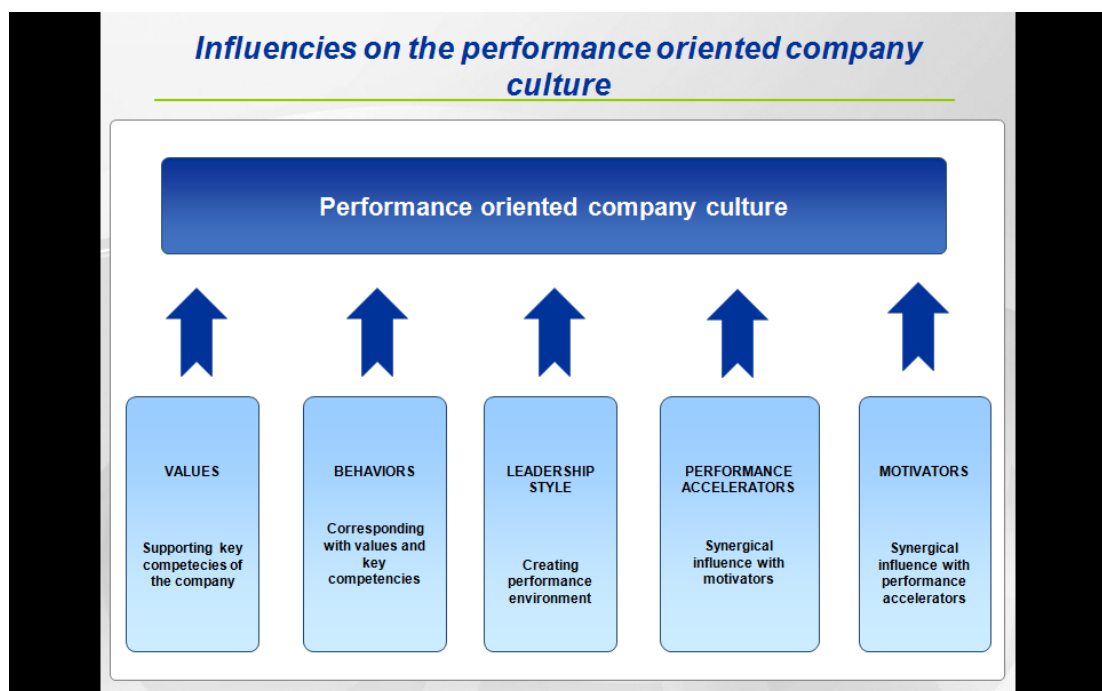 Influencies on the performance oriented company
culture
Performance oriented company culture
VALUES
Supporting key
competecies of
the company
BEHAVIORS
Corresponding
with values and
key
competencies
LEADERSHIP
STYLE
Creating
performance
environment
PERFORMANCE
ACCELERATORS
Synergical
influence with
motivators
MOTIVATORS
Synergical
influence with
performance
accelerators